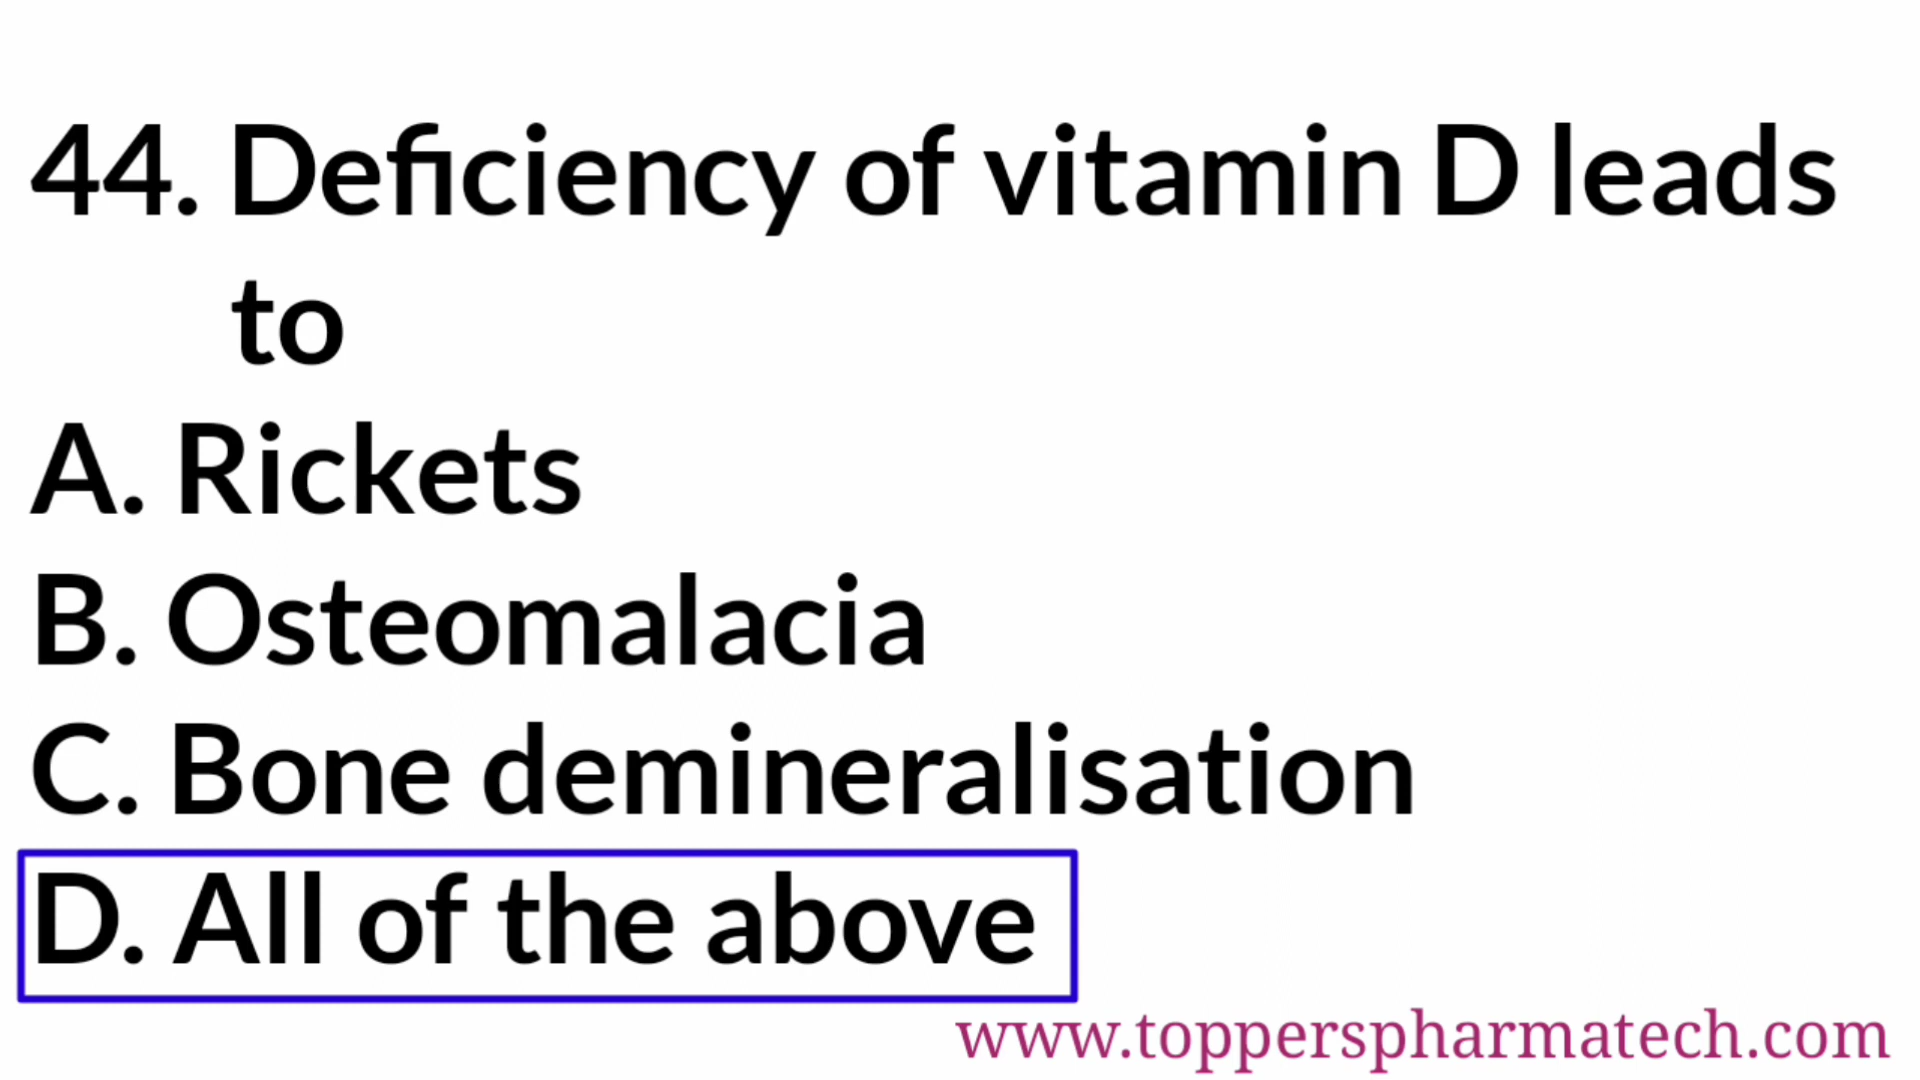 44. Deficiency of vitamin D leads
to
A. Rickets
B. Osteomalacia
C. Bone demineralisation
D. All of the above
www.topperspharmatech.com